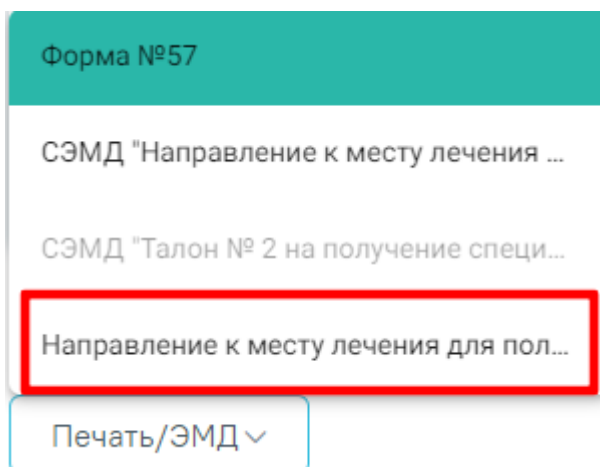 Форма №57
СЭМД "Направление к месту лечения ...
СЭМД "Талон № 2 на получение специ...
Направление к месту лечения для пол...
Печать/ЭМД